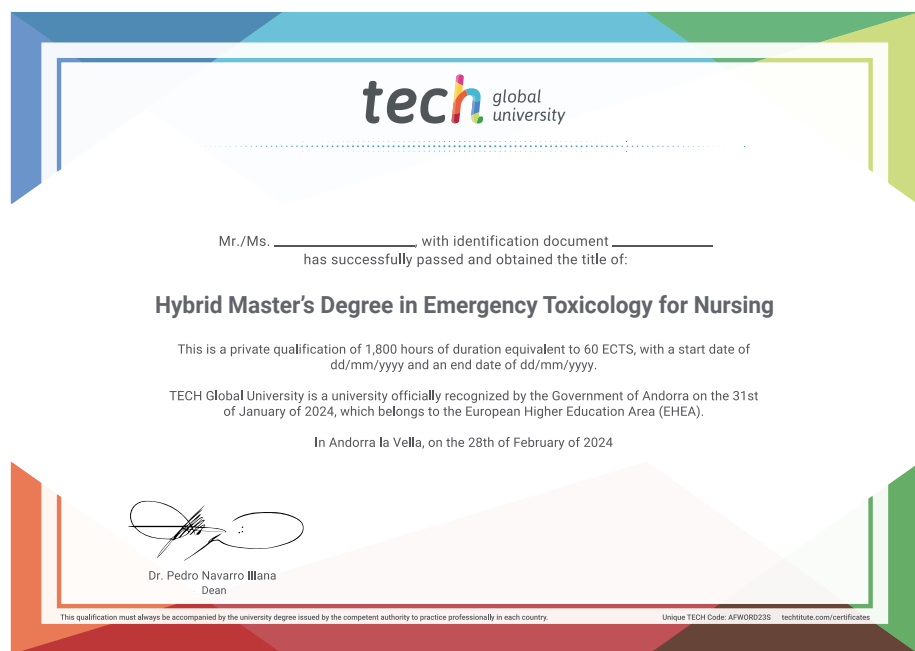 tech global
university
Mr./Ms. ____________, with identification document ____________
has successfully passed and obtained the title of:
Hybrid Master’s Degree in Emergency Toxicology for Nursing
This is a private qualification of 1,800 hours of duration equivalent to 60 ECTS, with a start date of
dd/mm/yyyy and an end date of dd/mm/yyyy.
TECH Global University is a university officially recognized by the Government of Andorra on the 31st
of January of 2024, which belongs to the European Higher Education Area (EHEA).
In Andorra la Vella, on the 28th of February of 2024
Dr. Pedro Navarro Illana
Dean
This qualification must always be accompanied by the university degree issued by the competent authority to practice professionally in each country.
Unique TECH Code: AFWORD23S techtitute.com/certificates